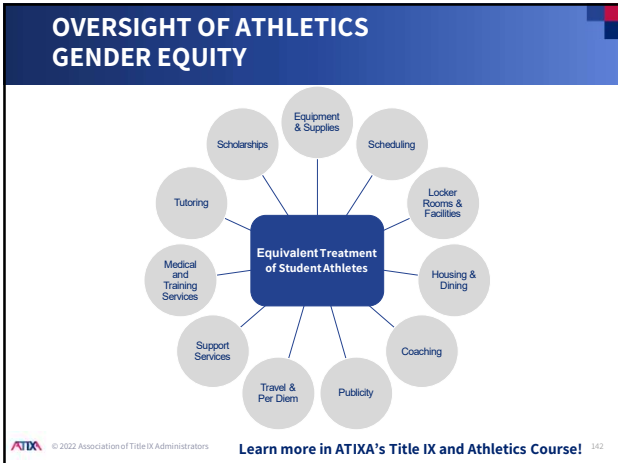 OVERSIGHT OF ATHLETICS
GENDER EQUITY
Equipment
& Supplies
Scheduling
Locker
Rooms &
Facilities
Housing &
Dining
Coaching
Publicity
Travel &
Per Diem
Support
Services
Medical
and
Training
Services
Tutoring
Scholarships
Equivalent Treatment
of Student Athletes
ATIXA © 2022 Association of Title IX Administrators Learn more in ATIXA's Title IX and Athletics Course! 142